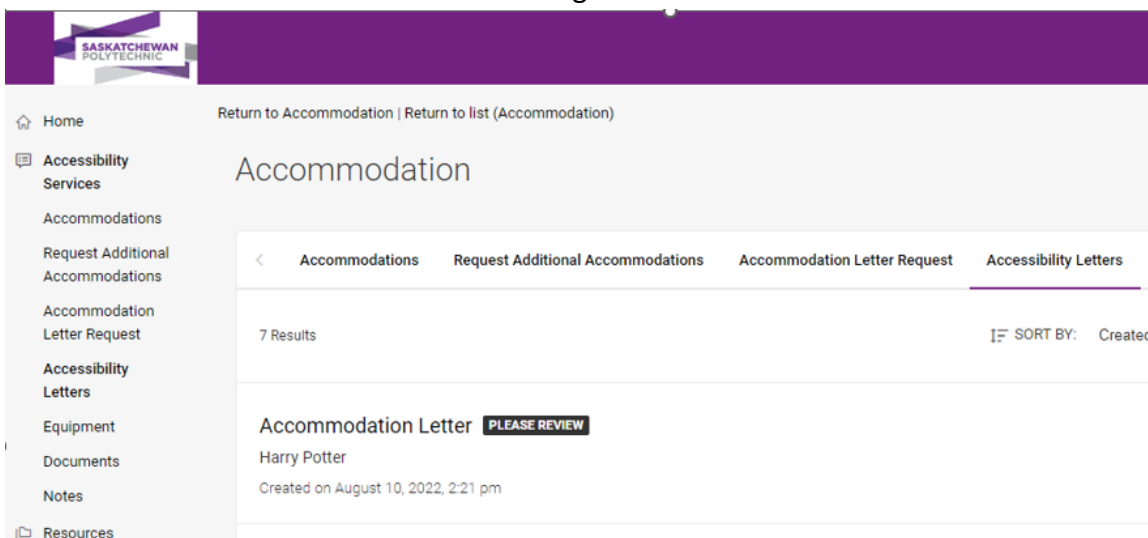 SASKATCHEWAN
POLYTECHNIC
Home
Accessibility
Services
Accommodations
Request Additional
Accommodations
Accommodation
Letter Request
Accessibility
Letters
Equipment
Documents
Notes
Resources
Return to Accommodation | Return to list (Accommodation)
Accommodation
Accommodations Request Additional Accommodations Accommodation Letter Request Accessibility Letters
7 Results SORT BY: Created
Accommodation Letter PLEASE REVIEW
Harry Potter
Created on August 10, 2022, 2:21 pm